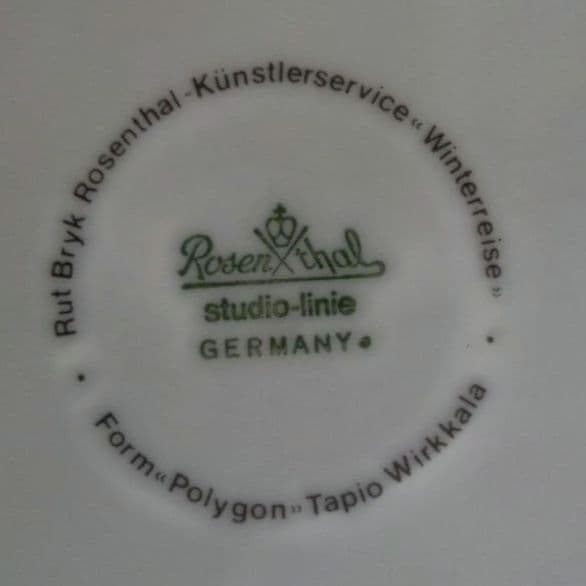 Rut Bryk Rosenthal-Künstlerservice «Winterreise»
Rosenthal
studio-linie
GERMANY
Form «Polygon» Tapio Wirkkala